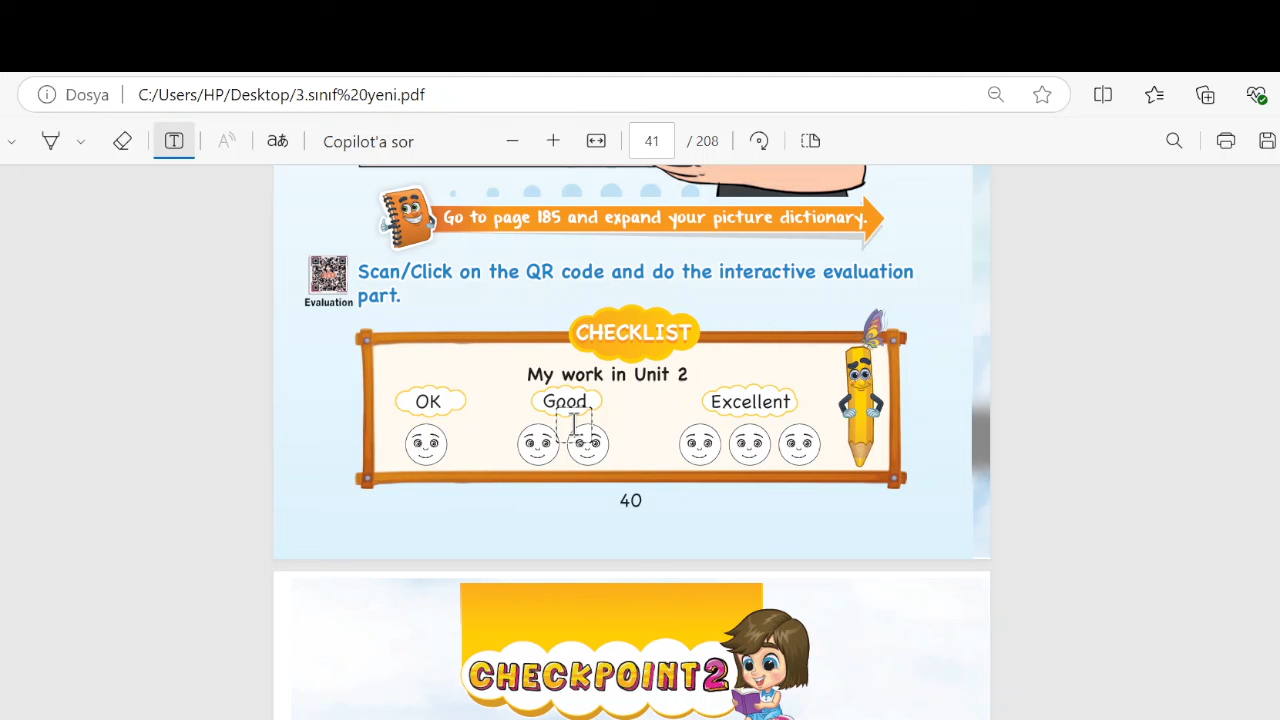 Dosya C:/Users/HP/Desktop/3.sınıf%20yeni.pdf
aあ Copilot'a sor 41 / 208
Go to page 185 and expand your picture dictionary.
Scan/Click on the QR code and do the interactive evaluation
part.
Evaluation
CHECKLIST
My work in Unit 2
OK Good Excellent
40
CHECKPOINT 2